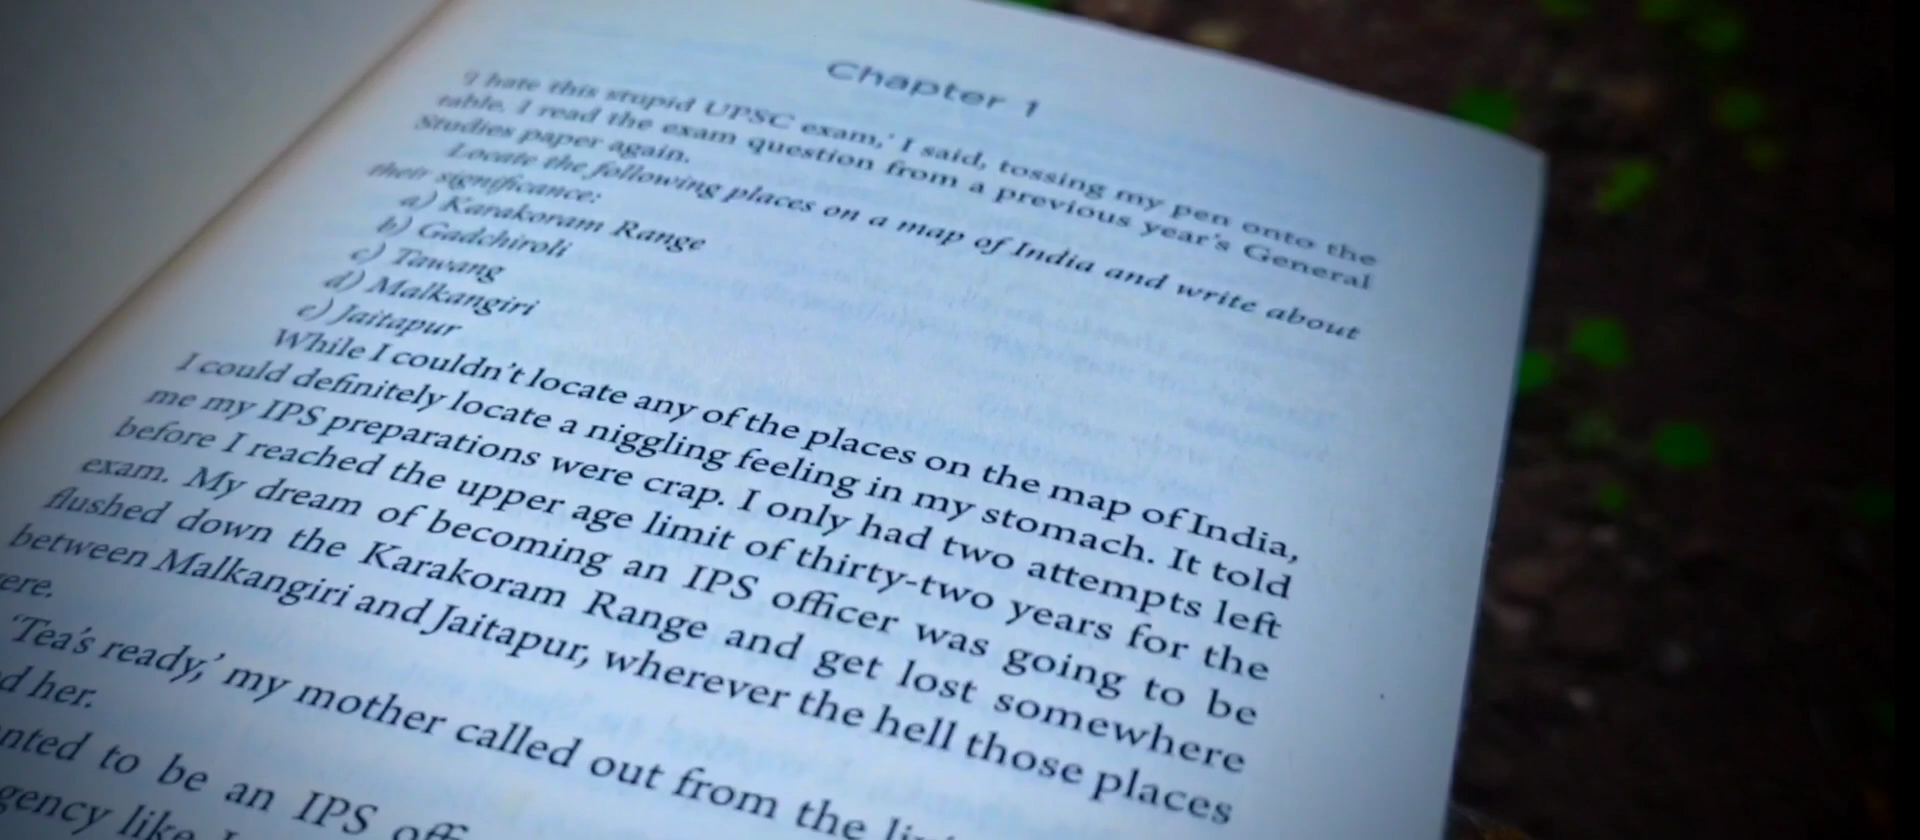 Chapter 1
'I hate this stupid UPSC exam,' I said, tossing my pen onto the
table. I read the exam question from a previous year's General
Studies paper again.
Locate the following places on a map of India and write about
their significance:
a) Karakoram Range
b) Gadchiroli
c) Tawang
d) Malkangiri
e) Jaitapur
While I couldn't locate any of the places on the map of India,
I could definitely locate a niggling feeling in my stomach. It told
me my IPS preparations were crap. I only had two attempts left
before I reached the upper age limit of thirty-two years for the
exam. My dream of becoming an IPS officer was going to be
flushed down the Karakoram Range and get lost somewhere
between Malkangiri and Jaitapur, wherever the hell those places
ere.
'Tea's ready,' my mother called out from the
d her.
nted to be an IPS
gency like